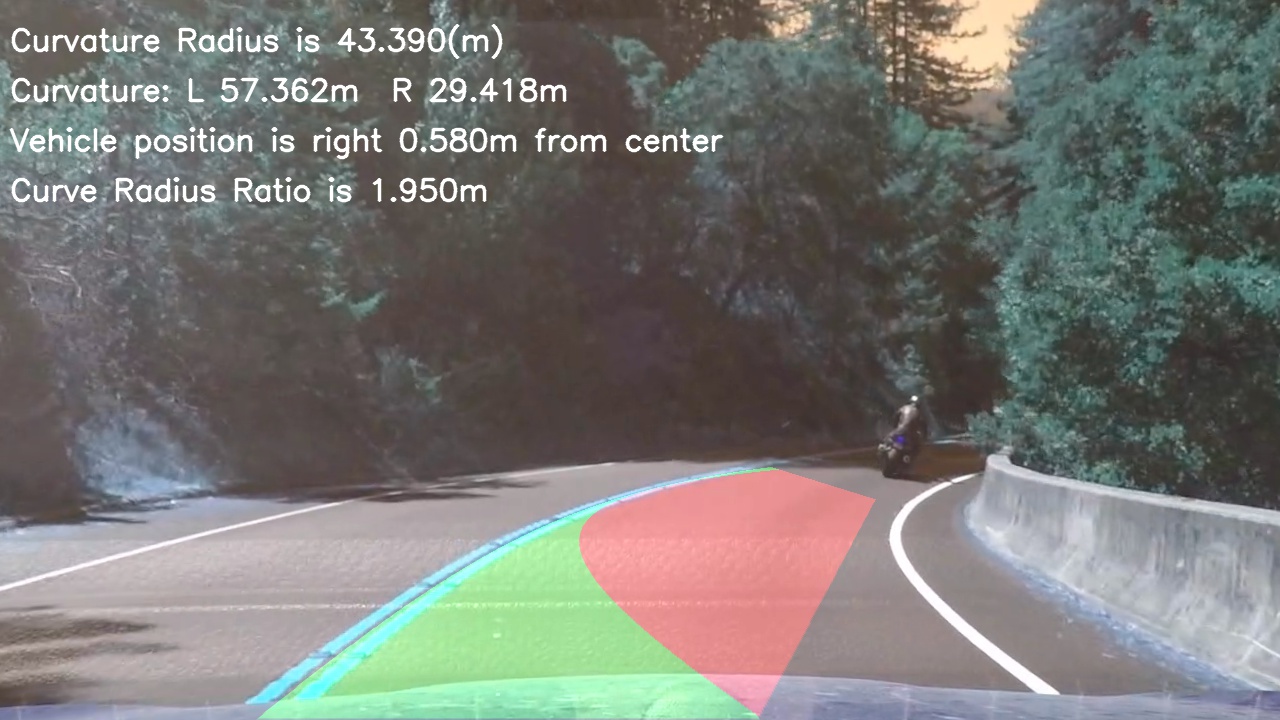 Curvature Radius is 43.390(m)
Curvature: L 57.362m R 29.418m
Vehicle position is right 0.580m from center
Curve Radius Ratio is 1.950m